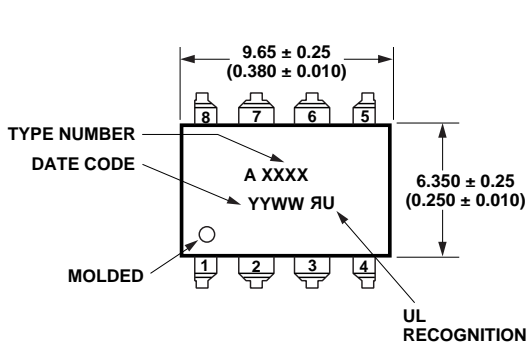 9.65 ± 0.25
(0.380 ± 0.010)
8 7 6 5
TYPE NUMBER
DATE CODE
A XXXX
YYWW ЯU
6.350 ± 0.25
(0.250 ± 0.010)
MOLDED
1 2 3 4
UL
RECOGNITION